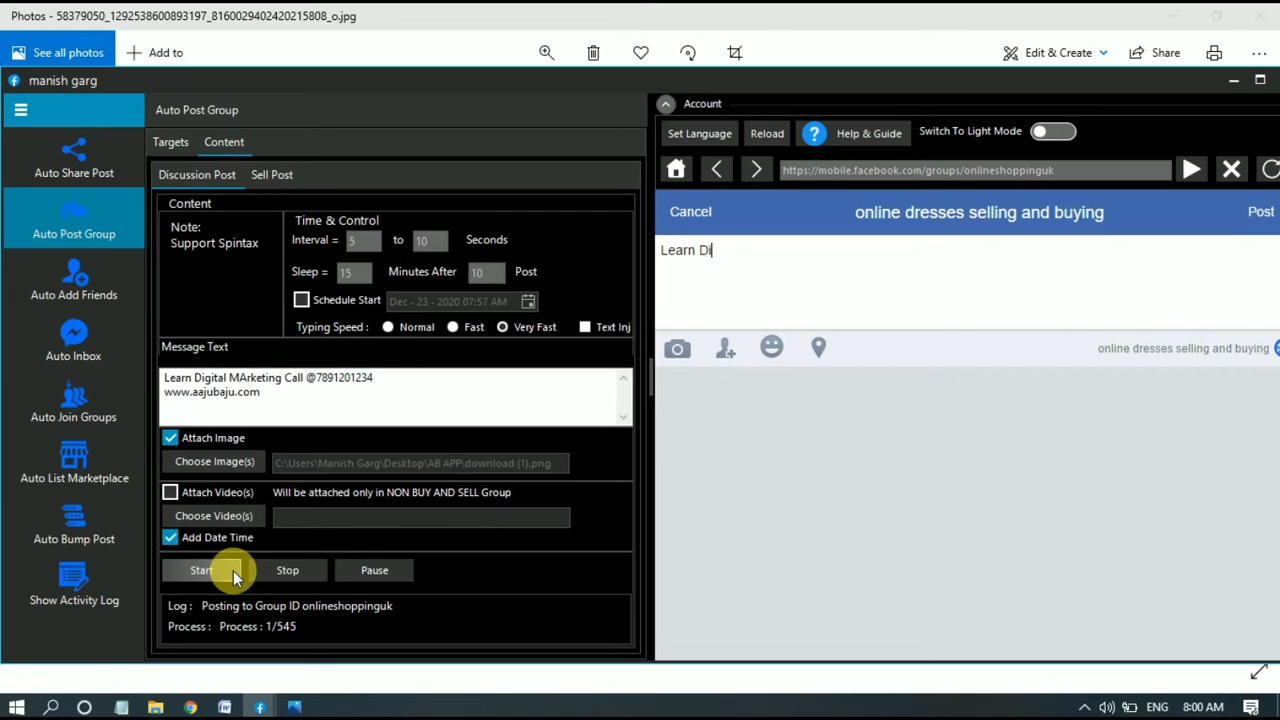 Photos - 58379050_1292538600893197_8160029402420215808_o.jpg
See all photos
Add to
Edit & Create
Share
manish garg
Auto Share Post
Auto Post Group
Auto Add Friends
Auto Inbox
Auto Join Groups
Auto List Marketplace
Auto Bump Post
Show Activity Log
Auto Post Group
Targets
Content
Discussion Post
Sell Post
Content
Note:
Support Spintax
Time & Control
Interval = 5 to 10 Seconds
Sleep = 15 Minutes After 10 Post
Schedule Start Dec - 23 - 2020 07:57 AM
Typing Speed : Normal Fast Very Fast Text Inj
Message Text
Learn Digital MArketing Call @7891201234
www.aajubaju.com
Attach Image
Choose Image(s) C:\Users\Manish Garg\Desktop\AB APP\download (1).png
Attach Video(s) Will be attached only in NON BUY AND SELL Group
Choose Video(s)
Add Date Time
Start
Stop
Pause
Log : Posting to Group ID onlineshoppinguk
Process : Process : 1/545
Account
Set Language
Reload
? Help & Guide
Switch To Light Mode
https://mobile.facebook.com/groups/onlineshoppinguk
Cancel
online dresses selling and buying
Post
Learn Di
online dresses selling and buying
ENG
8:00 AM